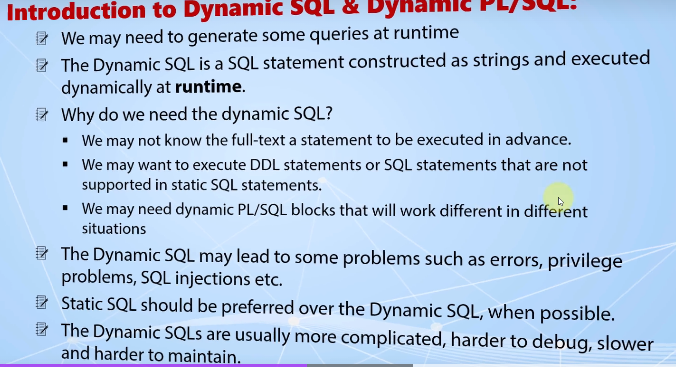 Introduction to Dynamic SQL & Dynamic PL/SQL:
We may need to generate some queries at runtime
The Dynamic SQL is a SQL statement constructed as strings and executed
dynamically at runtime.
Why do we need the dynamic SQL?
We may not know the full-text a statement to be executed in advance.
We may want to execute DDL statements or SQL statements that are not
supported in static SQL statements.
We may need dynamic PL/SQL blocks that will work different in different
situations
The Dynamic SQL may lead to some problems such as errors, privilege
problems, SQL injections etc.
Static SQL should be preferred over the Dynamic SQL, when possible.
The Dynamic SQLs are usually more complicated, harder to debug, slower
and harder to maintain.